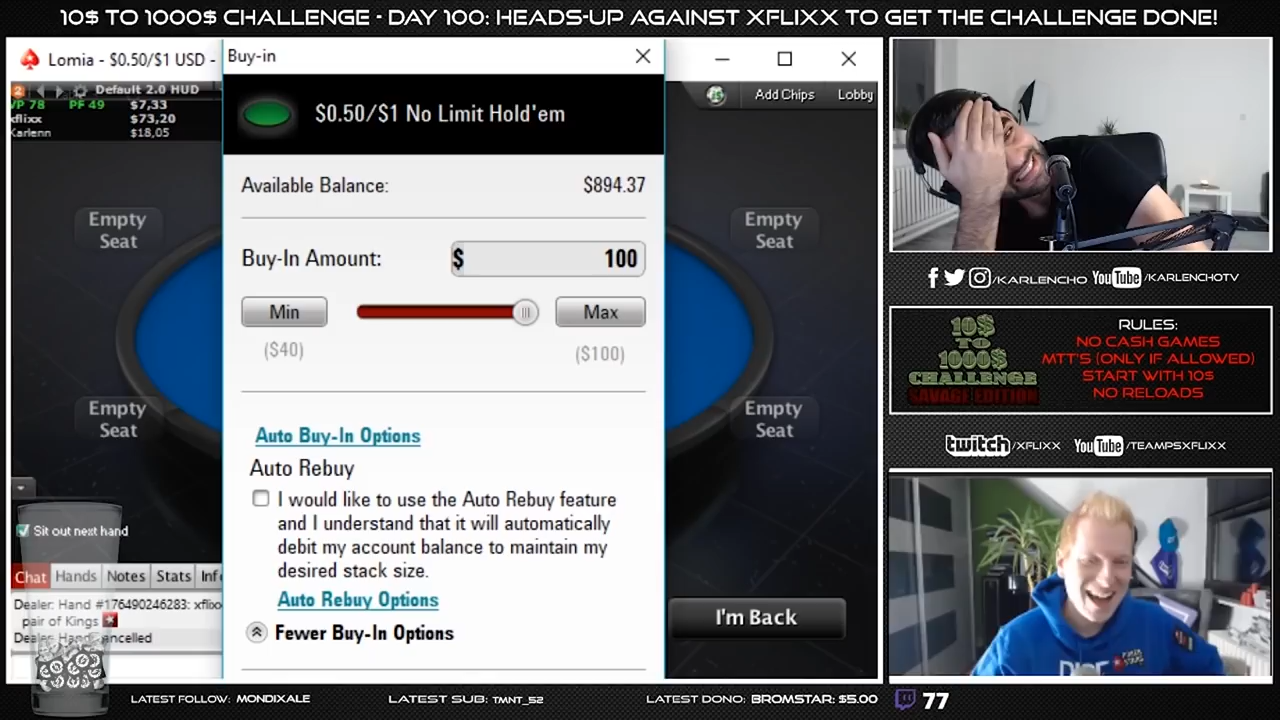 10$ TO 1000$ CHALLENGE - DAY 100: HEADS-UP AGAINST XFLIXX TO GET THE CHALLENGE DONE!
Lomia - $0.50/$1 USD -
Buy-in
2
Default 2.0 HUD
VP 78 PF 49 $7,33
xflixx $73,20
Karlenn $18,05
Add Chips
Lobby
$0.50/$1 No Limit Hold'em
Available Balance: $894.37
Empty
Seat
Empty
Seat
Buy-In Amount: $ 100
Min
Max
($40)
($100)
Empty
Seat
Empty
Seat
Auto Buy-In Options
Auto Rebuy
I would like to use the Auto Rebuy feature
and I understand that it will automatically
debit my account balance to maintain my
desired stack size.
Auto Rebuy Options
Fewer Buy-In Options
Sit out next hand
Chat Hands Notes Stats Inf
Dealer: Hand #176490246283: xflixx
pair of Kings
Dealer: Hand cancelled
I'm Back
/KARLENCHO YouTube /KARLENCHOTV
10$
TO
1000$
CHALLENGE
SAVAGE EDITION
RULES:
NO CASH GAMES
MTT'S (ONLY IF ALLOWED)
START WITH 10$
NO RELOADS
twitch /XFLIXX YouTube /TEAMPSXFLIXX
LATEST FOLLOW: MONDIXALE
LATEST SUB: TMNT_52
LATEST DONO: BROMSTAR: $5.00
77